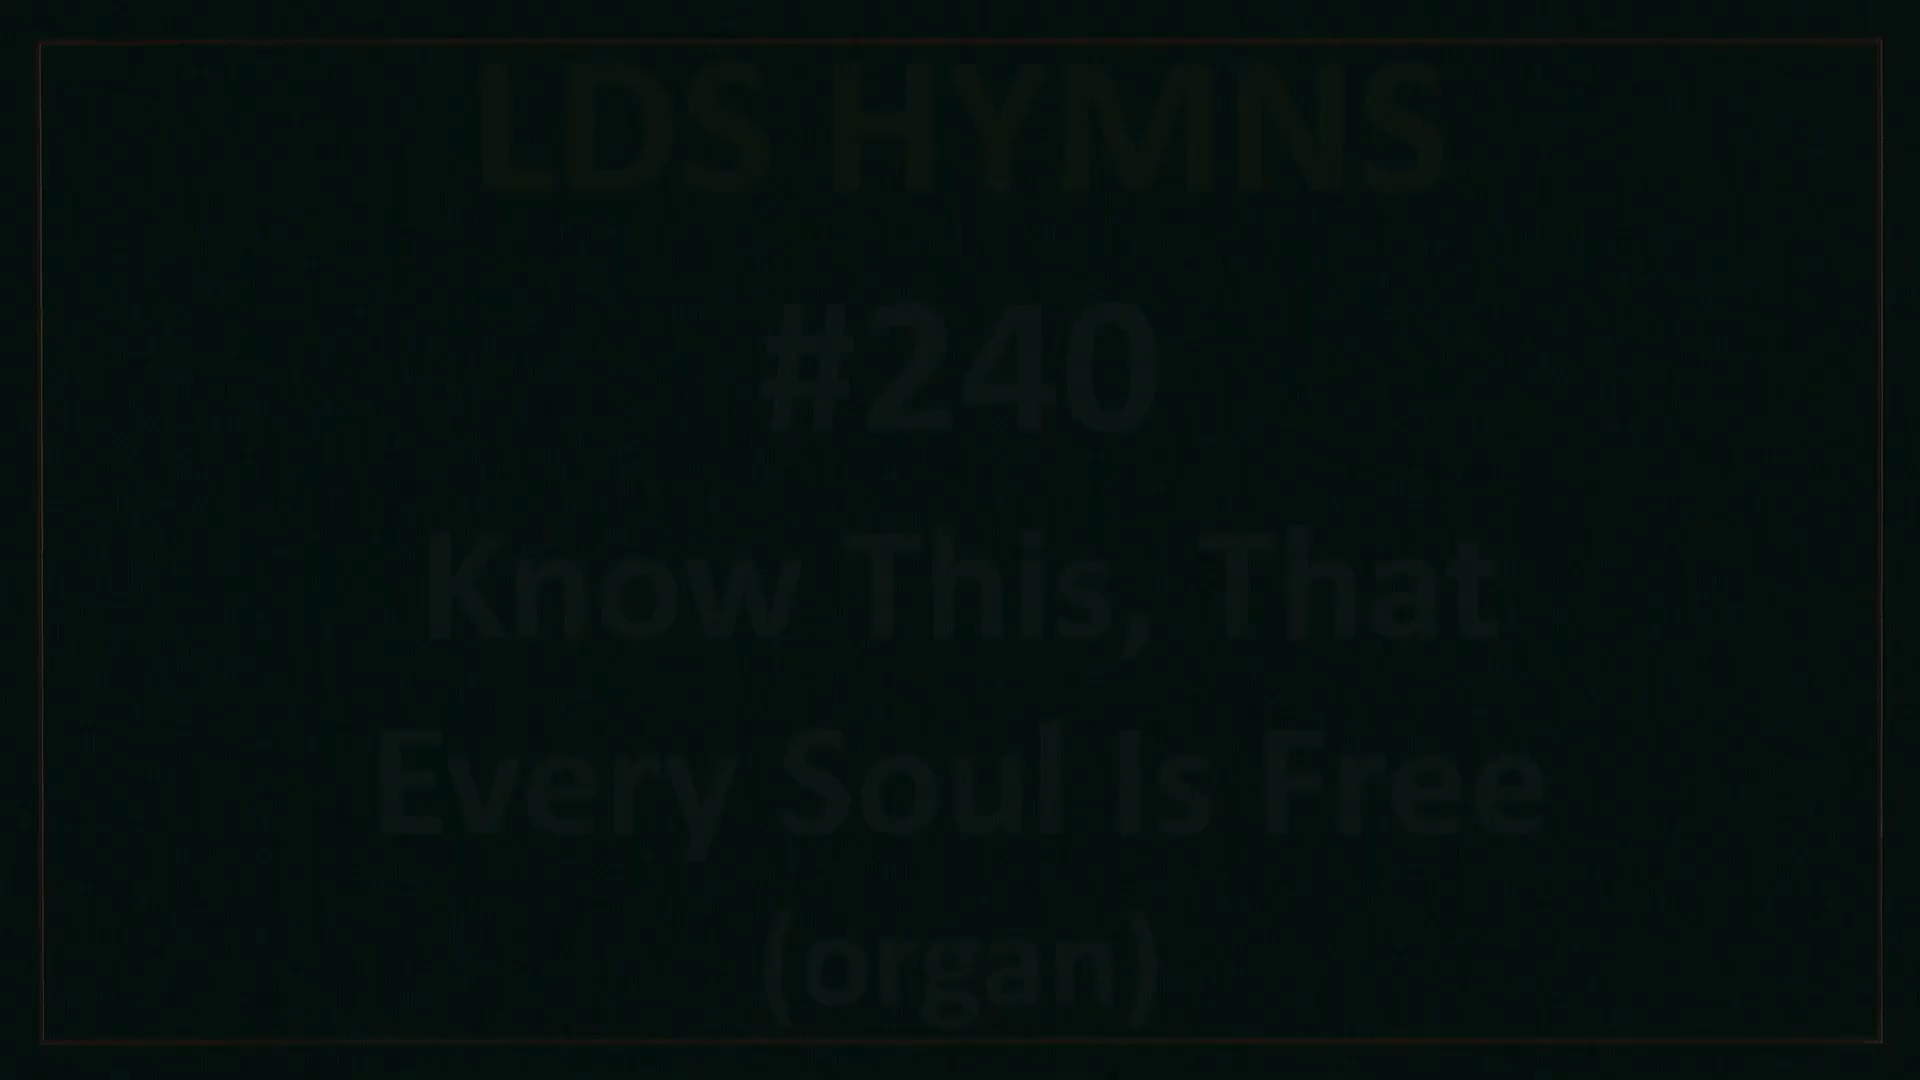 LDS HYMNS
#240
Know This, That
Every Soul Is Free
(organ)